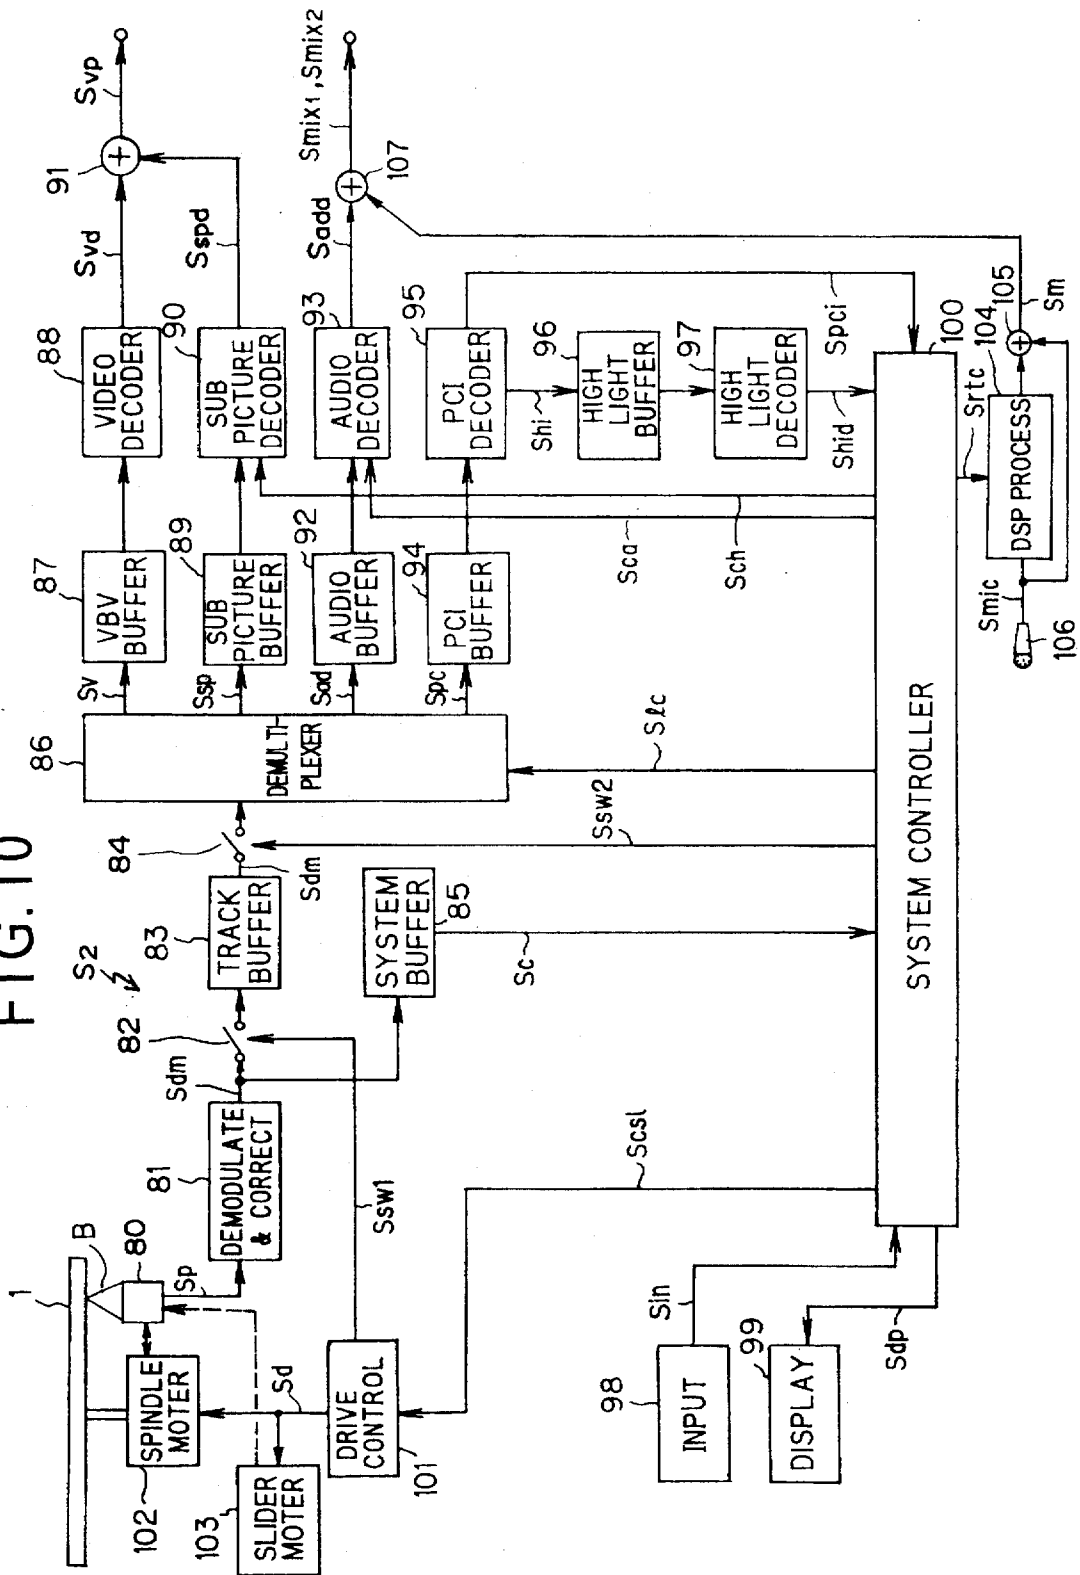 FIG.10
S2
1
B
80
Sp
SPINDLE
MOTER
102
SLIDER
MOTER
103
Sd
DRIVE
CONTROL
101
Ssw1
Scsl
DEMODULATE
& CORRECT
81
Sdm
82
TRACK
BUFFER
83
Sdm
84
SYSTEM
BUFFER
85
Sc
Ssw2
Slc
DEMULTI
PLEXER
86
Sv
Ssp
Sad
Spc
VBV
BUFFER
87
SUB
PICTURE
BUFFER
89
AUDIO
BUFFER
92
PCI
BUFFER
94
VIDEO
DECODER
88
SUB
PICTURE
DECODER
90
AUDIO
DECODER
93
PCI
DECODER
95
Svd
Sspd
Sadd
91
Svp
107
Smix1, Smix2
Shi
HIGH
LIGHT
BUFFER
96
HIGH
LIGHT
DECODER
97
Shid
Spci
Sca
Sch
SYSTEM CONTROLLER
100
Srtc
DSP PROCESS
104
105
Sm
Smic
106
INPUT
98
Sin
DISPLAY
99
Sdp